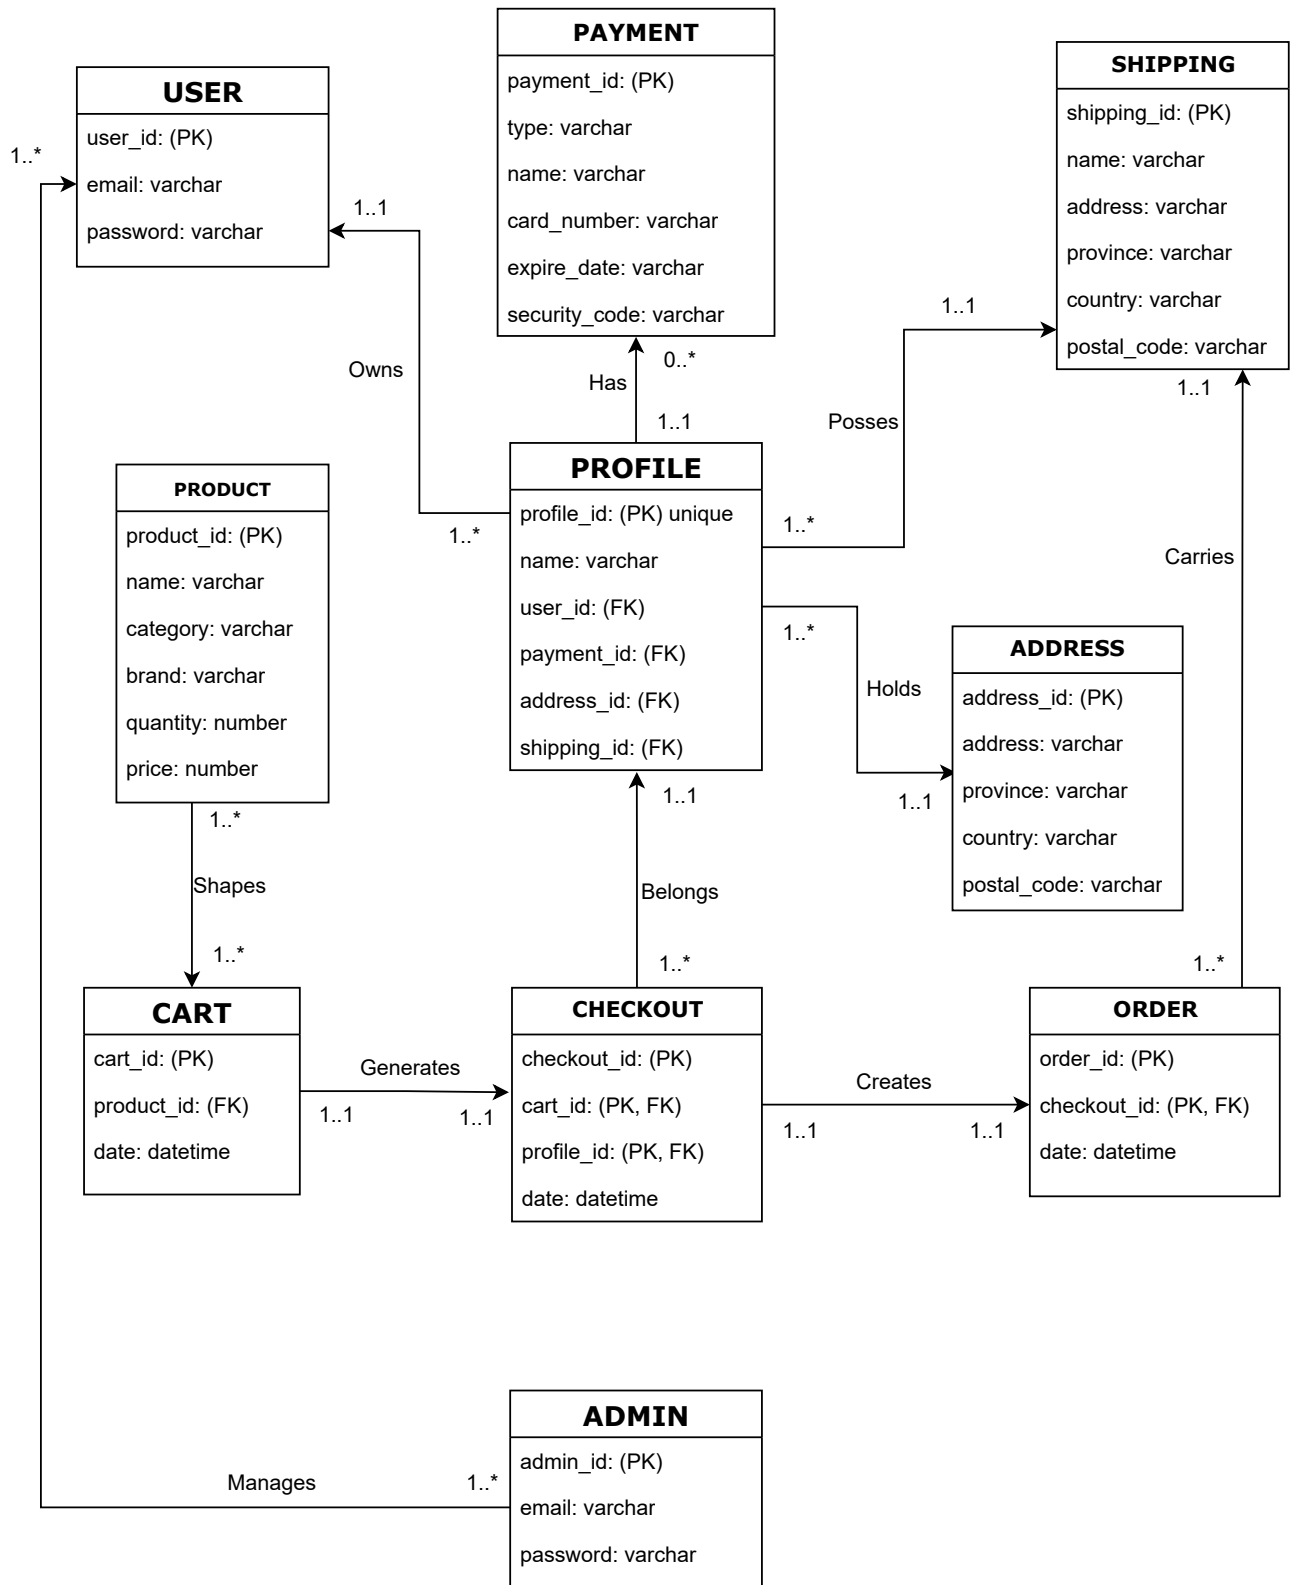 PAYMENT
payment_id: (PK)
type: varchar
name: varchar
card_number: varchar
expire_date: varchar
security_code: varchar
SHIPPING
shipping_id: (PK)
name: varchar
address: varchar
province: varchar
country: varchar
postal_code: varchar
USER
user_id: (PK)
email: varchar
password: varchar
1..*
1..1
Owns
1..*
0..*
Has
1..1
1..1
Posses
1..*
1..1
Carries
1..*
PROFILE
profile_id: (PK) unique
name: varchar
user_id: (FK)
payment_id: (FK)
address_id: (FK)
shipping_id: (FK)
PRODUCT
product_id: (PK)
name: varchar
category: varchar
brand: varchar
quantity: number
price: number
1..*
Holds
1..1
ADDRESS
address_id: (PK)
address: varchar
province: varchar
country: varchar
postal_code: varchar
1..*
Shapes
1..*
1..1
Belongs
1..*
CART
cart_id: (PK)
product_id: (FK)
date: datetime
Generates
1..1
1..1
CHECKOUT
checkout_id: (PK)
cart_id: (PK, FK)
profile_id: (PK, FK)
date: datetime
Creates
1..1
1..1
ORDER
order_id: (PK)
checkout_id: (PK, FK)
date: datetime
Manages
1..*
ADMIN
admin_id: (PK)
email: varchar
password: varchar